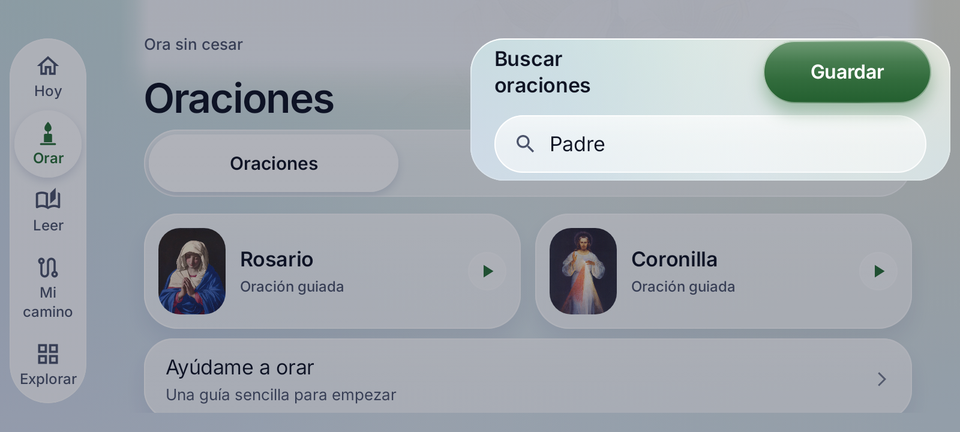 Hoy
Orar
Leer
Mi
camino
Explorar
Ora sin cesar
Oraciones
Oraciones
Buscar
oraciones
Guardar
Padre
Rosario
Oración guiada
Coronilla
Oración guiada
Ayúdame a orar
Una guía sencilla para empezar